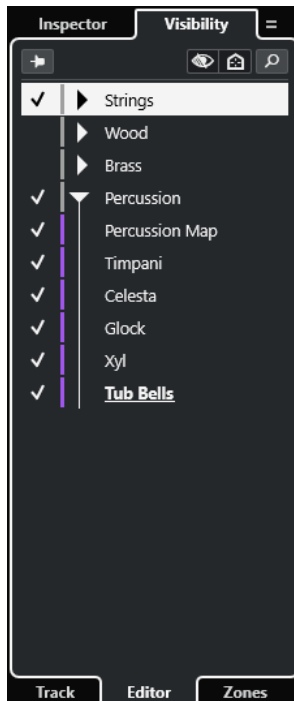 Inspector Visibility
Strings
Wood
Brass
Percussion
Percussion Map
Timpani
Celesta
Glock
Xyl
Tub Bells
Track Editor Zones